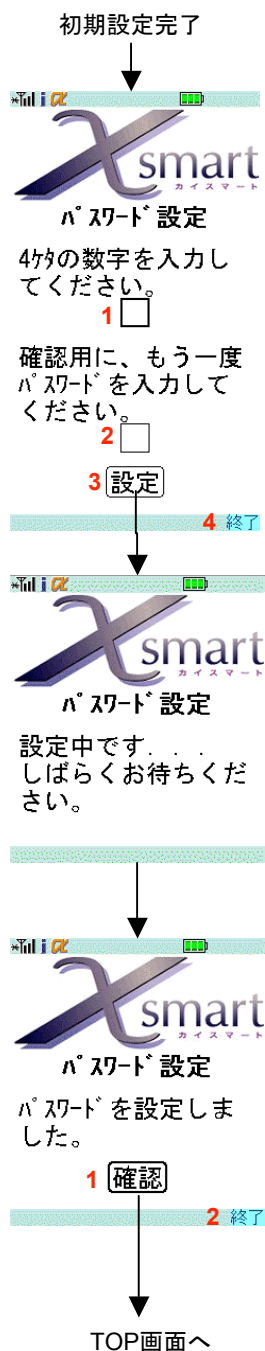 初期設定完了
i α
Xsmart
カイスマート
ﾊﾟｽﾜｰﾄﾞ設定
4ｹﾀの数字を入力し
てください。
1
確認用に、もう一度
ﾊﾟｽﾜｰﾄﾞを入力して
ください。
2
3 設定
4 終了
i α
Xsmart
カイスマート
ﾊﾟｽﾜｰﾄﾞ設定
設定中です...
しばらくお待ちくだ
さい。
i α
Xsmart
カイスマート
ﾊﾟｽﾜｰﾄﾞ設定
ﾊﾟｽﾜｰﾄﾞを設定しま
した。
1 確認
2 終了
TOP画面へ